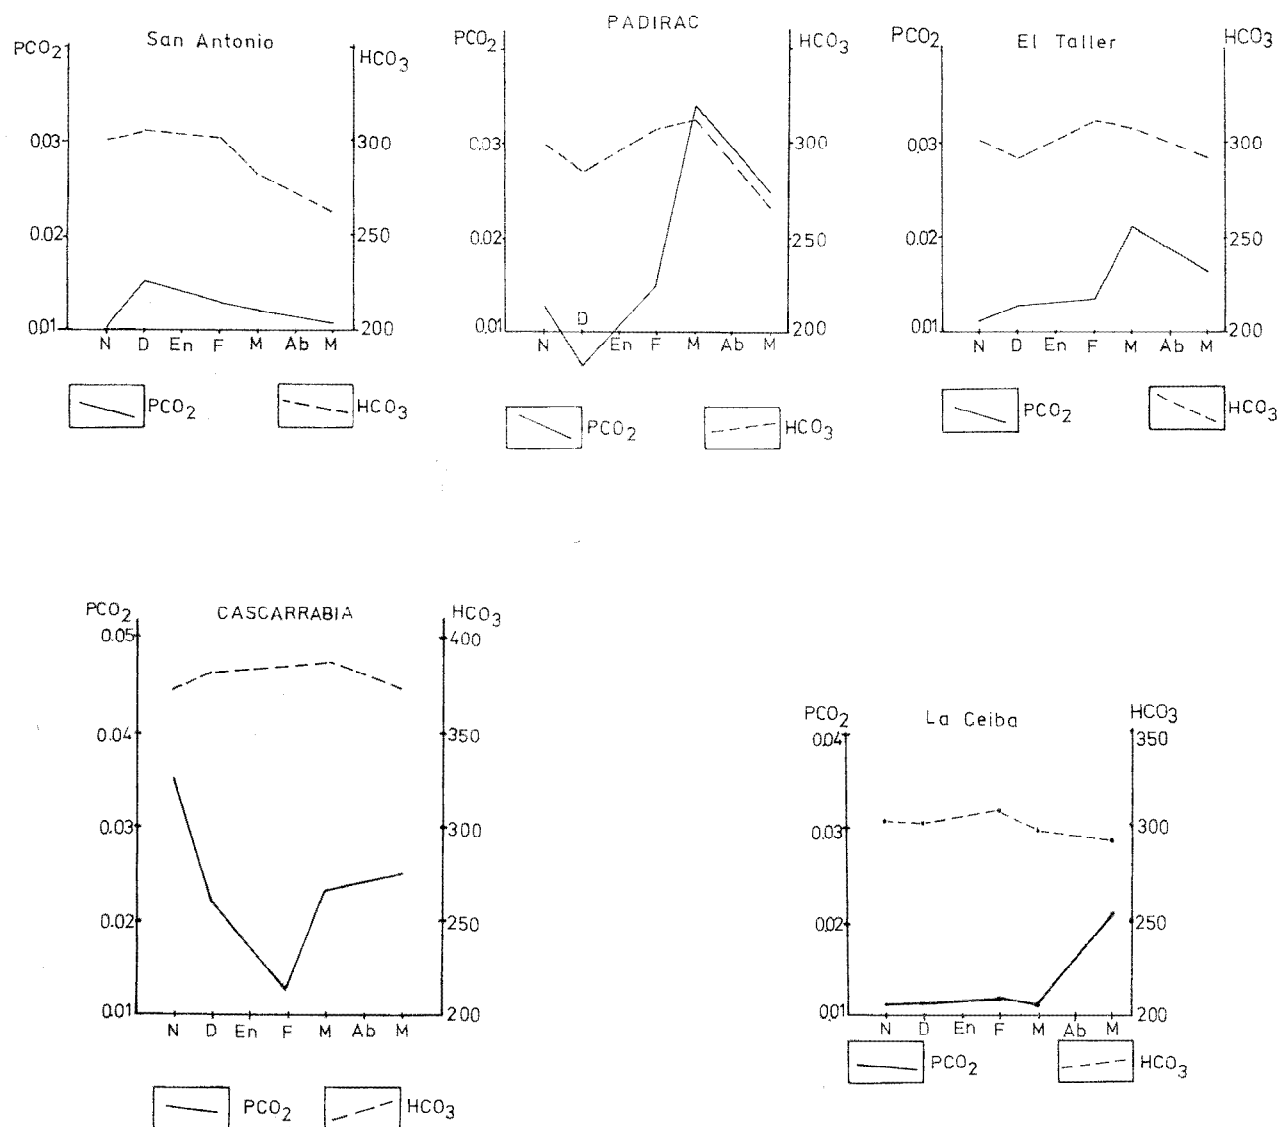 San Antonio
PCO2
HCO3
0.03
0.02
0.01
300
250
200
N D En F M Ab M
PCO2
HCO3
PADIRAC
PCO2
HCO3
0.03
0.02
0.01
300
250
200
D
N En F M Ab M
PCO2
HCO3
El Taller
PCO2
HCO3
0.03
0.02
0.01
300
250
200
N D En F M Ab M
PCO2
HCO3
CASCARRABIA
PCO2
HCO3
0.05
0.04
0.03
0.02
0.01
400
350
300
250
200
N D En F M Ab M
PCO2
HCO3
La Ceiba
PCO2
HCO3
0.04
0.03
0.02
0.01
350
300
250
200
N D En F M Ab M
PCO2
HCO3